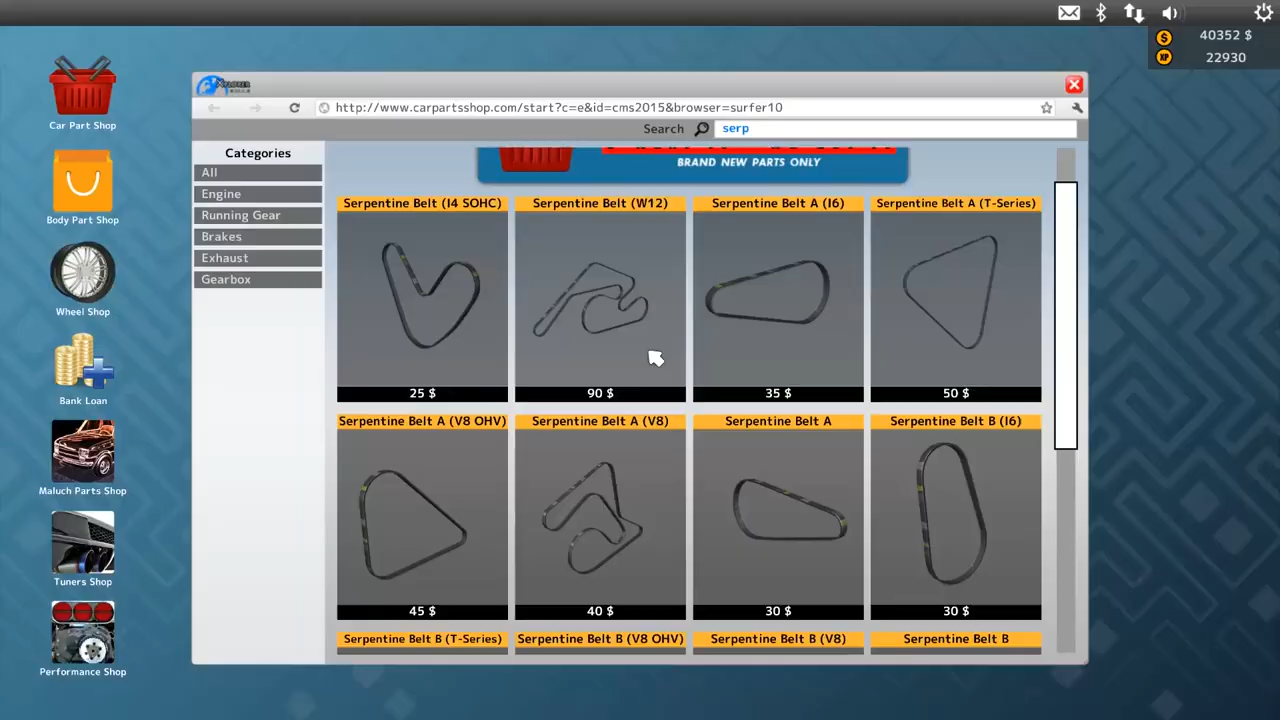 40352 $
22930
Car Part Shop
Body Part Shop
Wheel Shop
Bank Loan
Maluch Parts Shop
Tuners Shop
Performance Shop
http://www.carpartsshop.com/start?c=e&id=cms2015&browser=surfer10
Search serp
Categories
All
Engine
Running Gear
Brakes
Exhaust
Gearbox
BRAND NEW PARTS ONLY
Serpentine Belt (I4 SOHC) Serpentine Belt (W12) Serpentine Belt A (I6) Serpentine Belt A (T-Series)
25 $ 90 $ 35 $ 50 $
Serpentine Belt A (V8 OHV) Serpentine Belt A (V8) Serpentine Belt A Serpentine Belt B (I6)
45 $ 40 $ 30 $ 30 $
Serpentine Belt B (T-Series) Serpentine Belt B (V8 OHV) Serpentine Belt B (V8) Serpentine Belt B